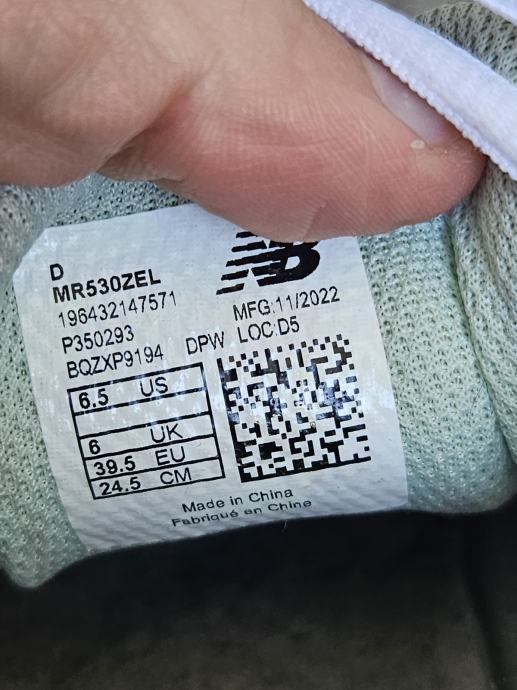 D
MR530ZEL
196432147571
P350293
BQZXP9194 DPW
NB
MFG:11/2022
LOC:D5
6.5 US
6 UK
39.5 EU
24.5 CM
Made in China
Fabriqué en Chine